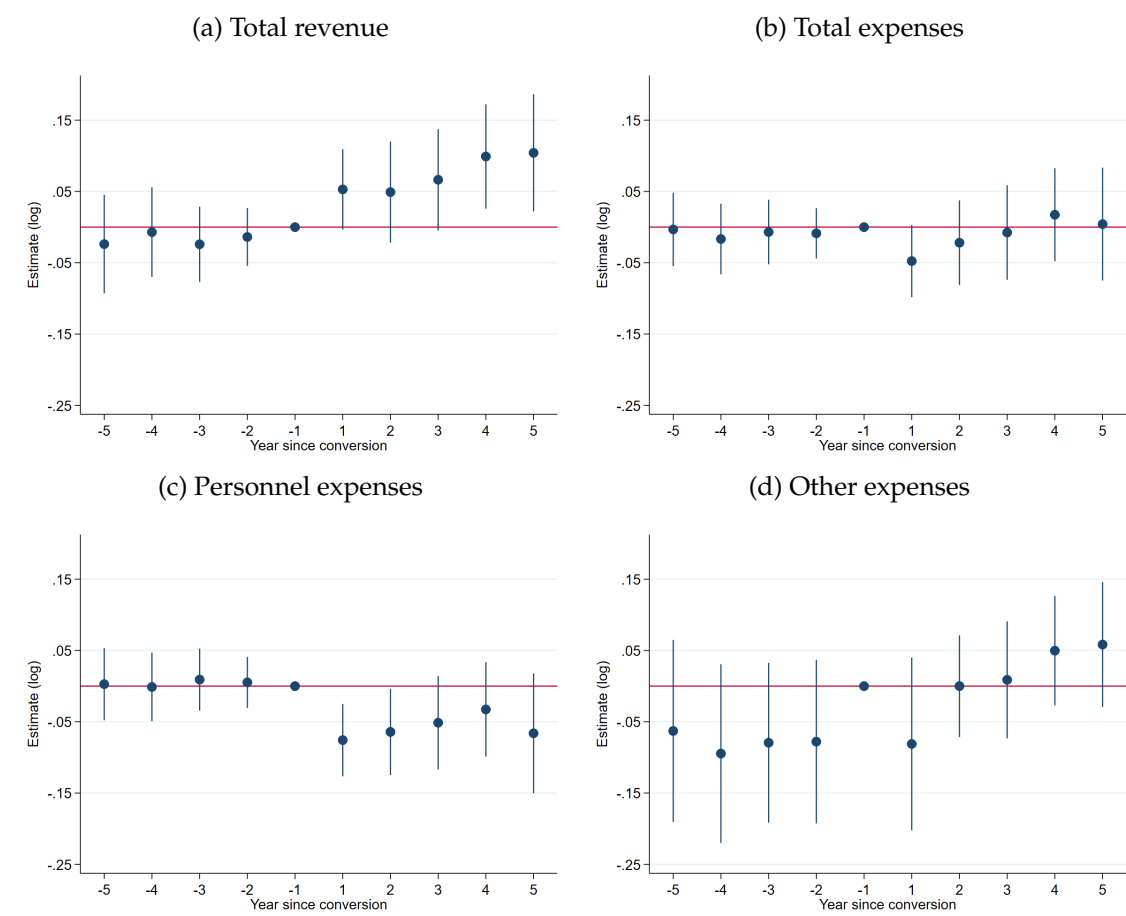 (a) Total revenue
Estimate (log)
.15
.05
-.05
-.15
-.25
-5 -4 -3 -2 -1 1 2 3 4 5
Year since conversion
(b) Total expenses
Estimate (log)
.15
.05
-.05
-.15
-.25
-5 -4 -3 -2 -1 1 2 3 4 5
Year since conversion
(c) Personnel expenses
Estimate (log)
.15
.05
-.05
-.15
-.25
-5 -4 -3 -2 -1 1 2 3 4 5
Year since conversion
(d) Other expenses
Estimate (log)
.15
.05
-.05
-.15
-.25
-5 -4 -3 -2 -1 1 2 3 4 5
Year since conversion